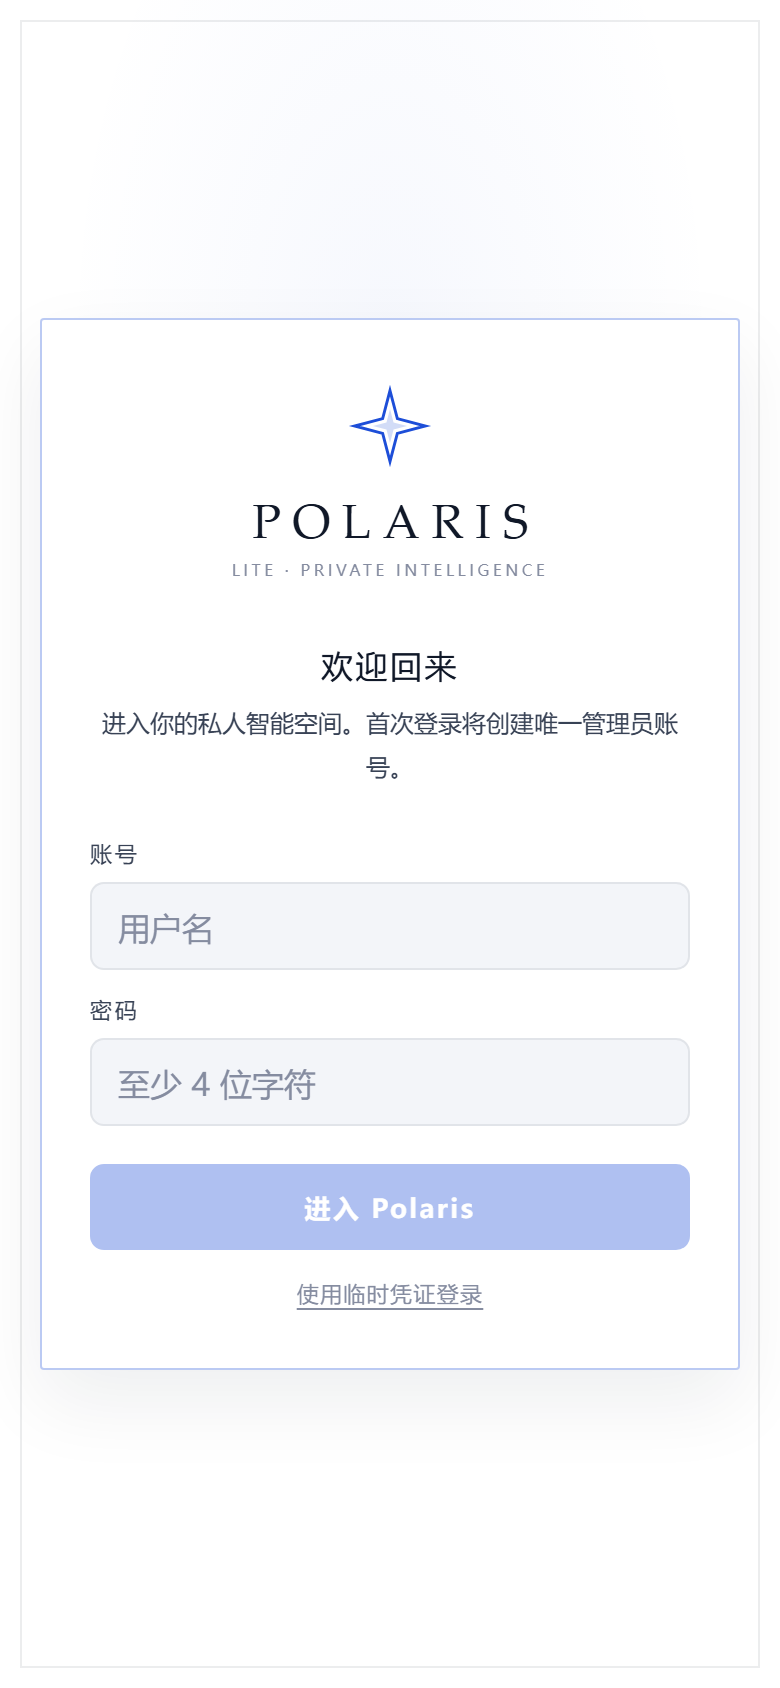 POLARIS
LITE · PRIVATE INTELLIGENCE
欢迎回来
进入你的私人智能空间。首次登录将创建唯一管理员账
号。
账号
用户名
密码
至少 4 位字符
进入 Polaris
使用临时凭证登录